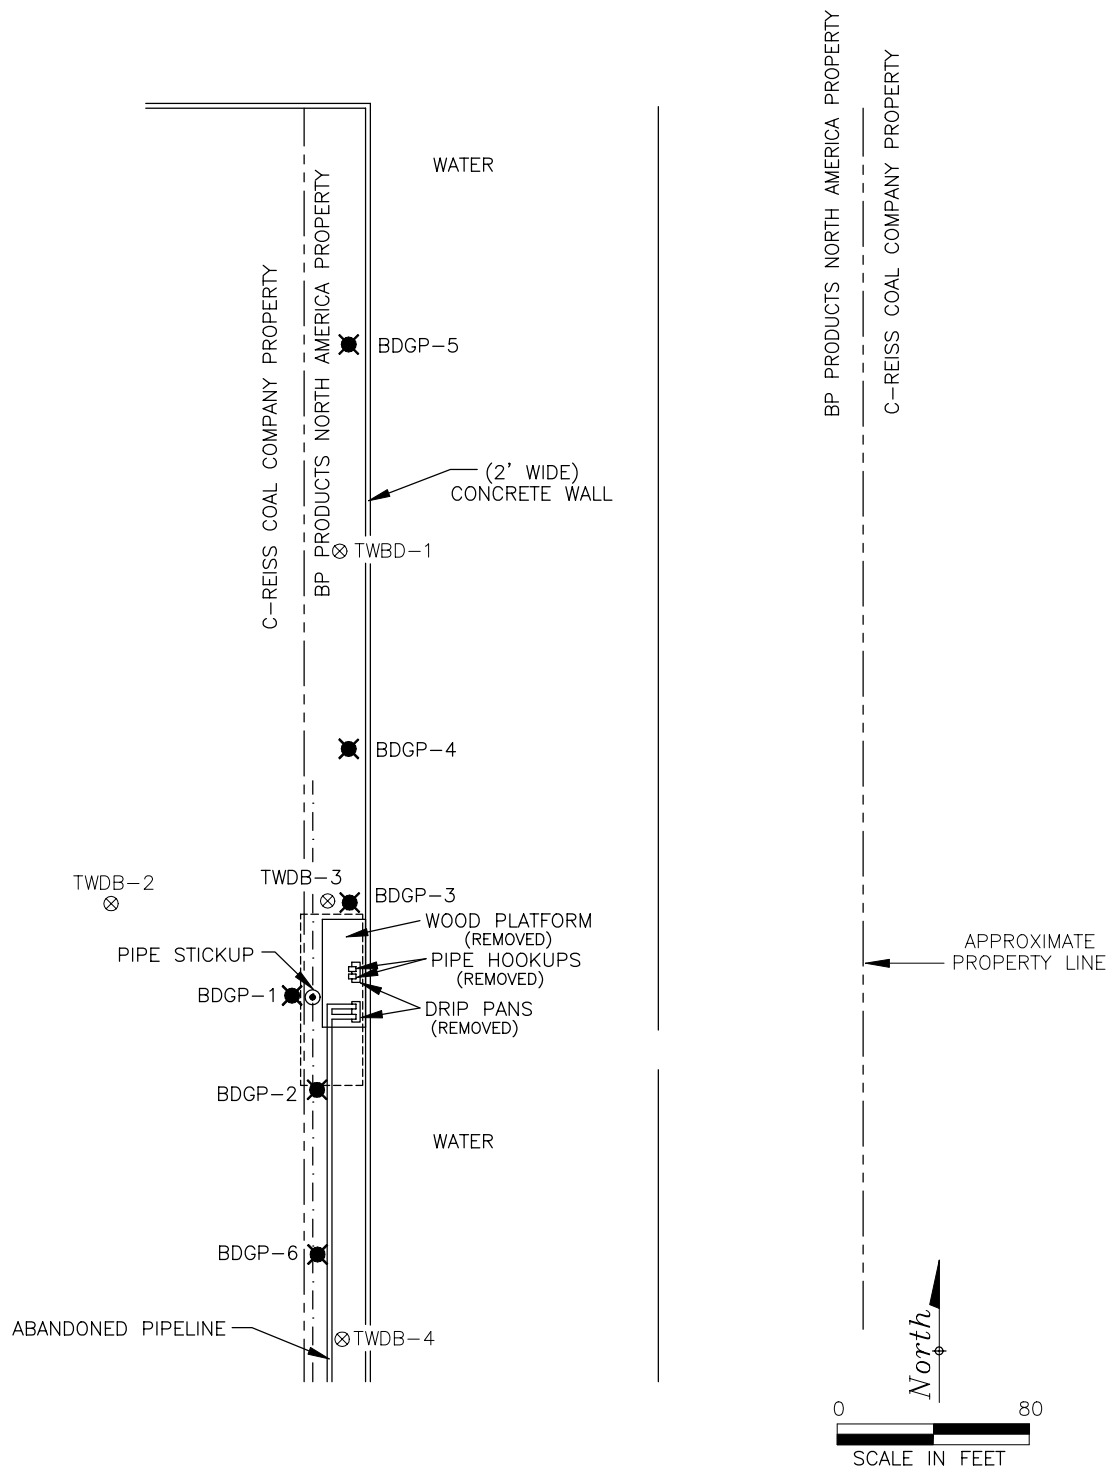 BP PRODUCTS NORTH AMERICA PROPERTY
C-REISS COAL COMPANY PROPERTY
WATER
C-REISS COAL COMPANY PROPERTY
BP PRODUCTS NORTH AMERICA PROPERTY
BDGP-5
(2' WIDE)
CONCRETE WALL
TWBD-1
BDGP-4
TWDB-2
TWDB-3
BDGP-3
WOOD PLATFORM
(REMOVED)
PIPE STICKUP
PIPE HOOKUPS
(REMOVED)
APPROXIMATE
PROPERTY LINE
BDGP-1
DRIP PANS
(REMOVED)
BDGP-2
WATER
BDGP-6
ABANDONED PIPELINE
TWDB-4
North
0 80
SCALE IN FEET